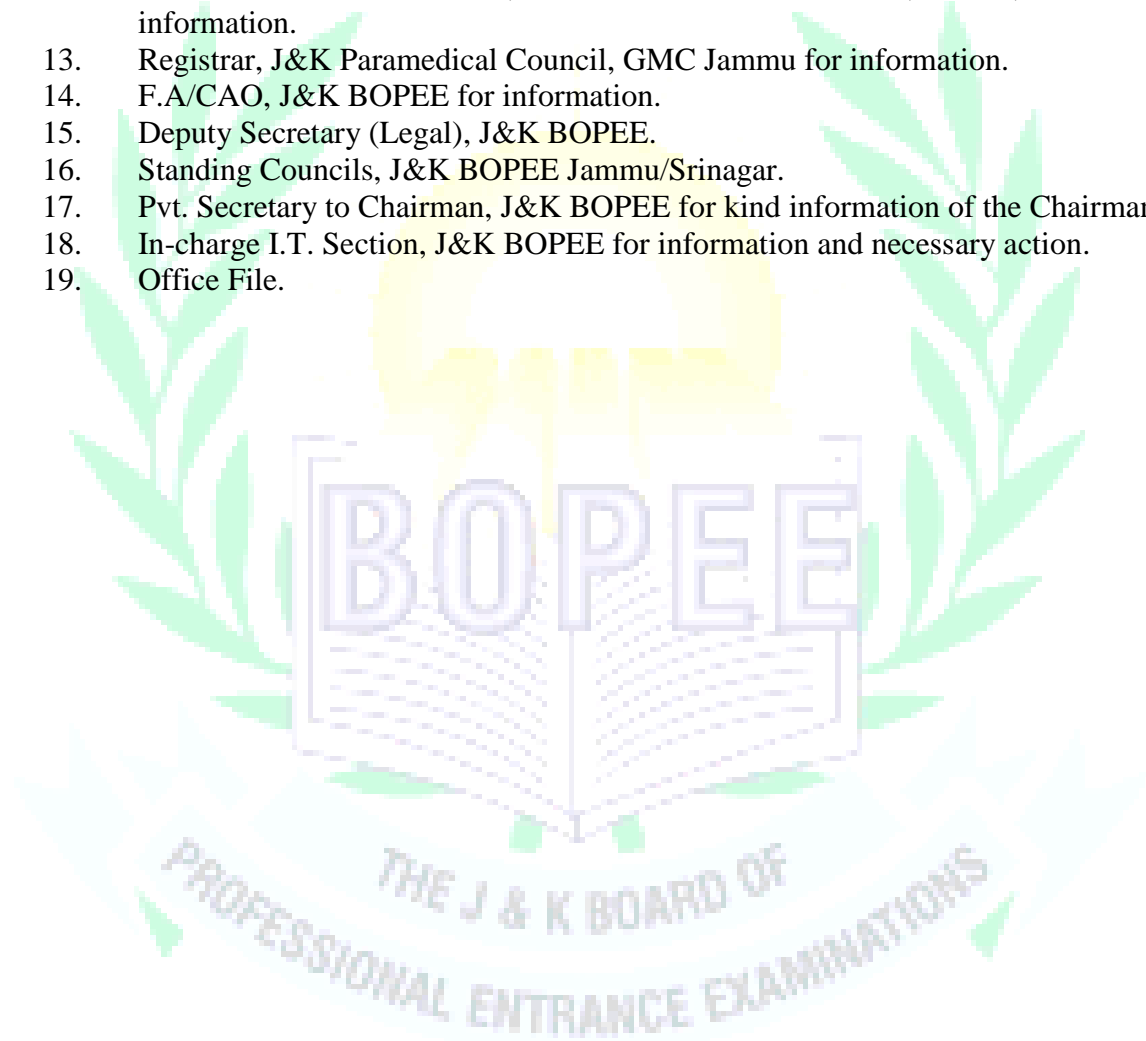 information.
13. Registrar, J&K Paramedical Council, GMC Jammu for information.
14. F.A/CAO, J&K BOPEE for information.
15. Deputy Secretary (Legal), J&K BOPEE.
16. Standing Councils, J&K BOPEE Jammu/Srinagar.
17. Pvt. Secretary to Chairman, J&K BOPEE for kind information of the Chairman
18. In-charge I.T. Section, J&K BOPEE for information and necessary action.
19. Office File.
BOPEE
THE J & K BOARD OF
PROFESSIONAL ENTRANCE EXAMINATIONS